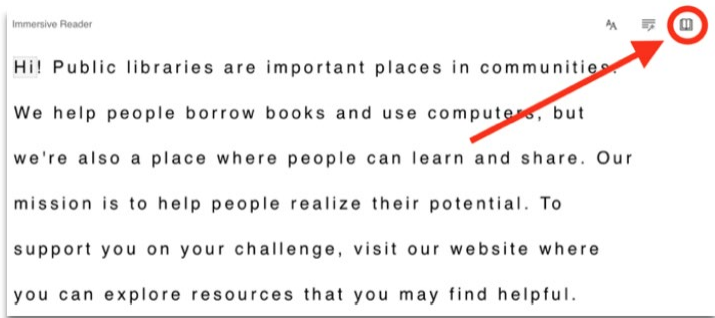 Immersive Reader
AA
Hi! Public libraries are important places in communities.
We help people borrow books and use computers, but
we're also a place where people can learn and share. Our
mission is to help people realize their potential. To
support you on your challenge, visit our website where
you can explore resources that you may find helpful.